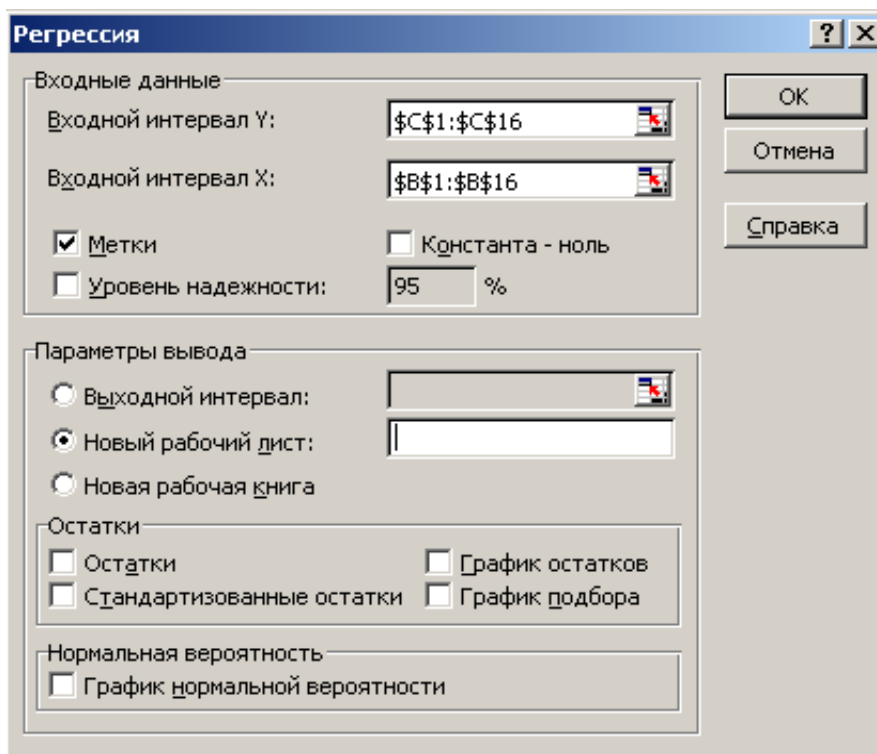 Регрессия
Входные данные
Входной интервал Y: $C$1:$C$16
Входной интервал X: $B$1:$B$16
Метки Константа - ноль
Уровень надежности: 95 %
OK
Отмена
Справка
Параметры вывода
Выходной интервал:
Новый рабочий лист:
Новая рабочая книга
Остатки
Остатки График остатков
Стандартизованные остатки График подбора
Нормальная вероятность
График нормальной вероятности